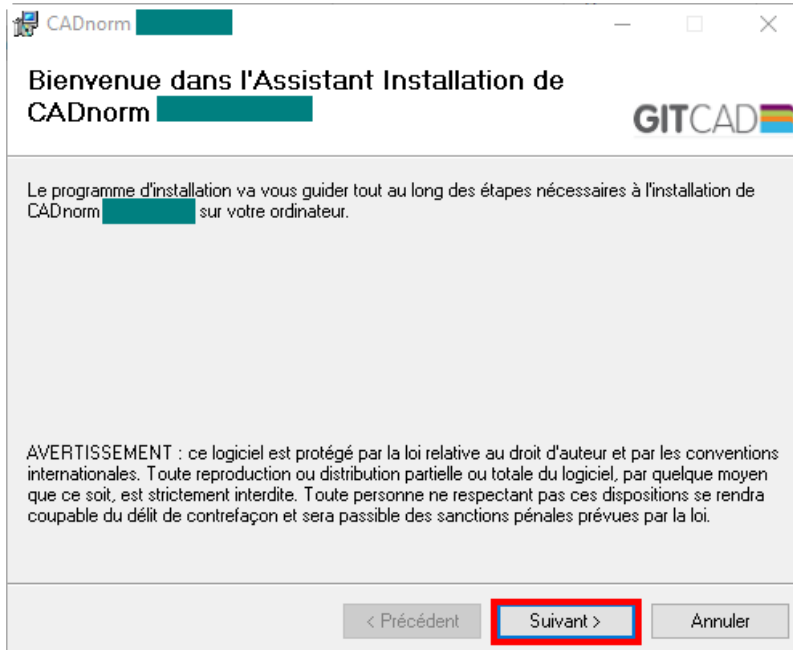 CADnorm
Bienvenue dans l'Assistant Installation de
CADnorm
GITCAD
Le programme d'installation va vous guider tout au long des étapes nécessaires à l'installation de
CADnorm sur votre ordinateur.
AVERTISSEMENT : ce logiciel est protégé par la loi relative au droit d'auteur et par les conventions
internationales. Toute reproduction ou distribution partielle ou totale du logiciel, par quelque moyen
que ce soit, est strictement interdite. Toute personne ne respectant pas ces dispositions se rendra
coupable du délit de contrefaçon et sera passible des sanctions pénales prévues par la loi.
< Précédent Suivant > Annuler